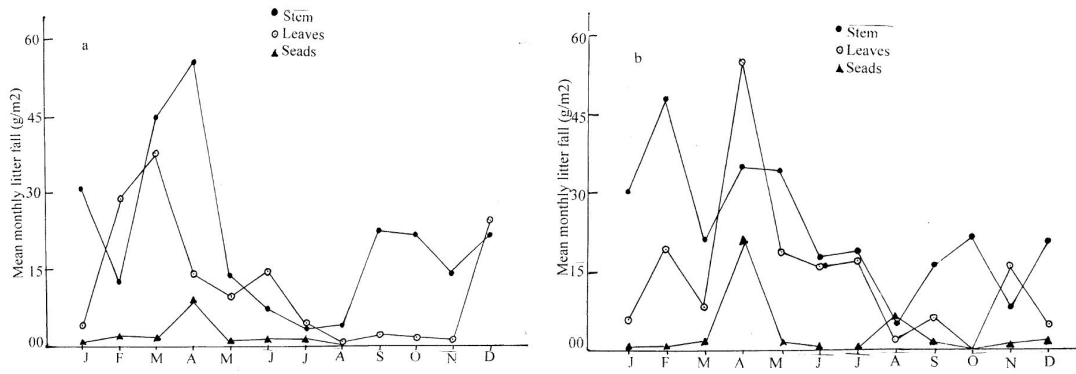 Stem
Leaves
Seads
a
Mean monthly litter fall (g/m2)
60
45
30
15
00
J F M A M J J A S O N D
Stem
Leaves
Seads
b
Mean monthly litter fall (g/m2)
60
45
30
15
00
J F M A M J J A S O N D